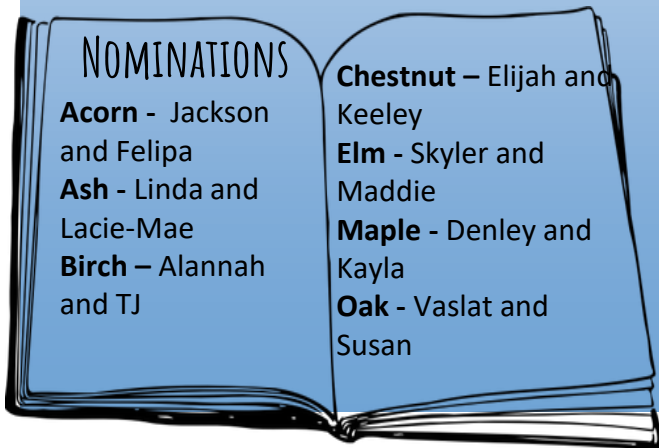 NOMINATIONS
Acorn -  Jackson
and Felipa
Ash - Linda and
Lacie-Mae
Birch – Alannah
and TJ
Chestnut – Elijah and
Keeley
Elm - Skyler and
Maddie
Maple - Denley and
Kayla
Oak - Vaslat and
Susan